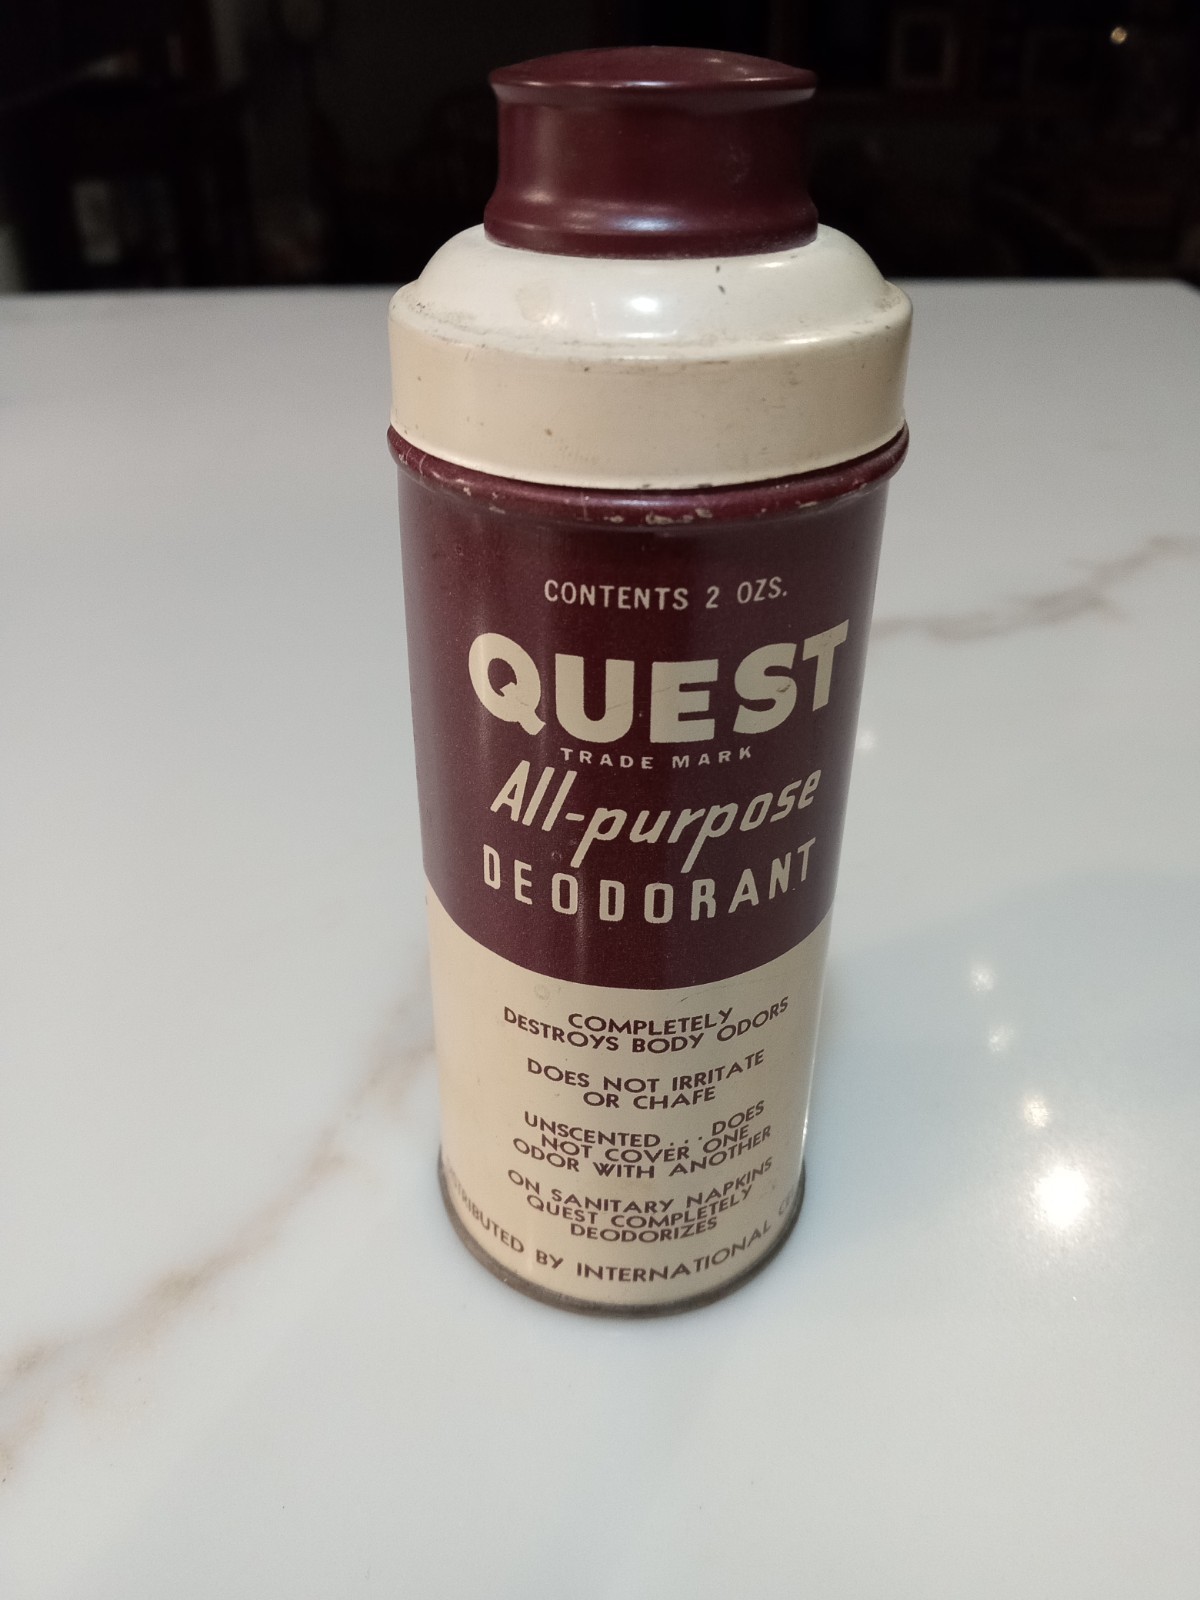 CONTENTS 2 OZS.
QUEST
TRADE MARK
All-purpose
DEODORANT
COMPLETELY
DESTROYS BODY ODORS
DOES NOT IRRITATE
OR CHAFE
UNSCENTED... DOES
NOT COVER ONE
ODOR WITH ANOTHER
ON SANITARY NAPKINS
QUEST COMPLETELY
DEODORIZES
BY INTERNATIONAL